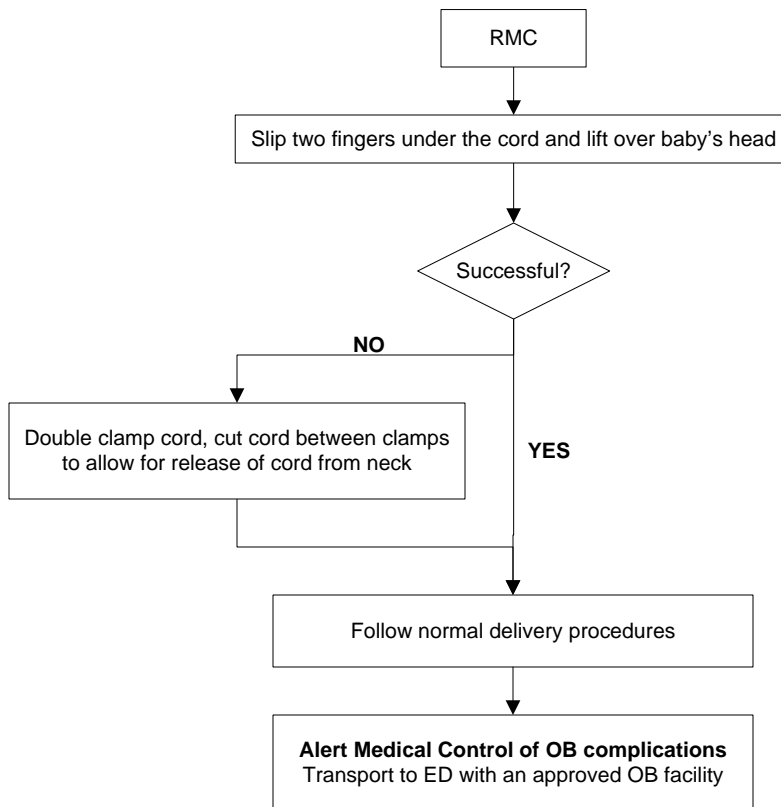 RMC
Slip two fingers under the cord and lift over baby’s head
Successful?
NO
Double clamp cord, cut cord between clamps
to allow for release of cord from neck
YES
Follow normal delivery procedures
Alert Medical Control of OB complications
Transport to ED with an approved OB facility